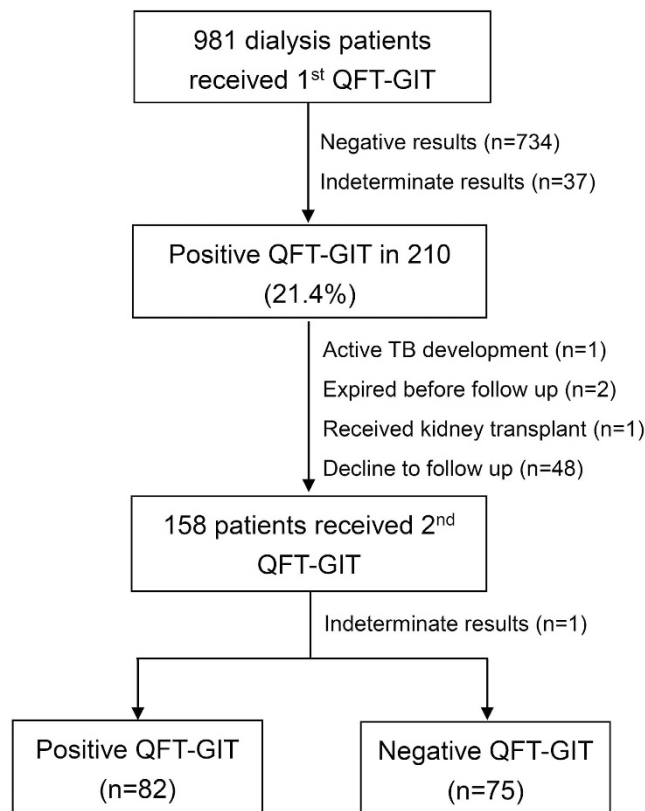 981 dialysis patients
received 1st QFT-GIT
Negative results (n=734)
Indeterminate results (n=37)
Positive QFT-GIT in 210
(21.4%)
Active TB development (n=1)
Expired before follow up (n=2)
Received kidney transplant (n=1)
Decline to follow up (n=48)
158 patients received 2nd
QFT-GIT
Indeterminate results (n=1)
Positive QFT-GIT
(n=82)
Negative QFT-GIT
(n=75)